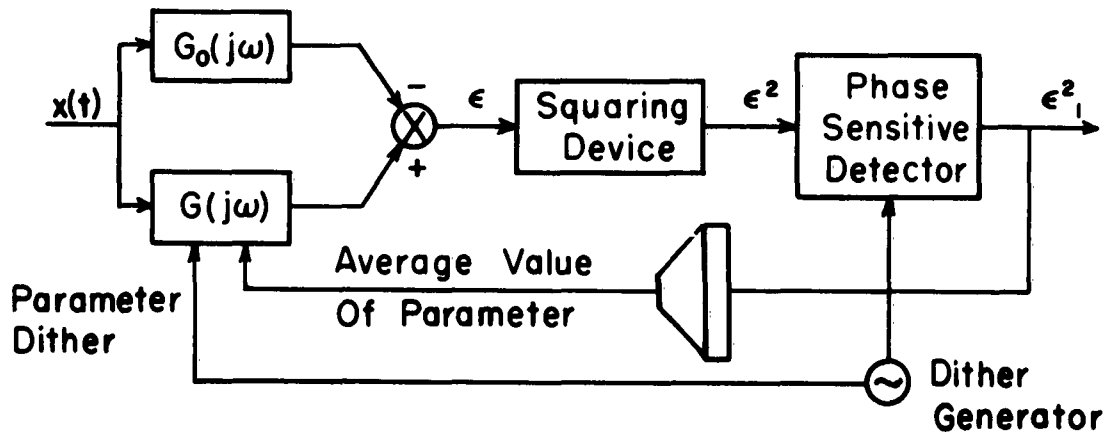 G₀(jω)
x(t)
-
+
G(jω)
ϵ
Squaring
Device
ϵ²
Phase
Sensitive
Detector
ϵ²₁
Average Value
Of Parameter
Parameter
Dither
~
Dither
Generator